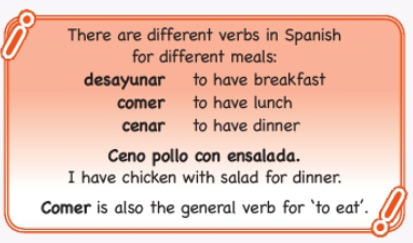 There are different verbs in Spanish
for different meals:
desayunar to have breakfast
comer to have lunch
cenar to have dinner
Ceno pollo con ensalada.
I have chicken with salad for dinner.
Comer is also the general verb for ‘to eat’.